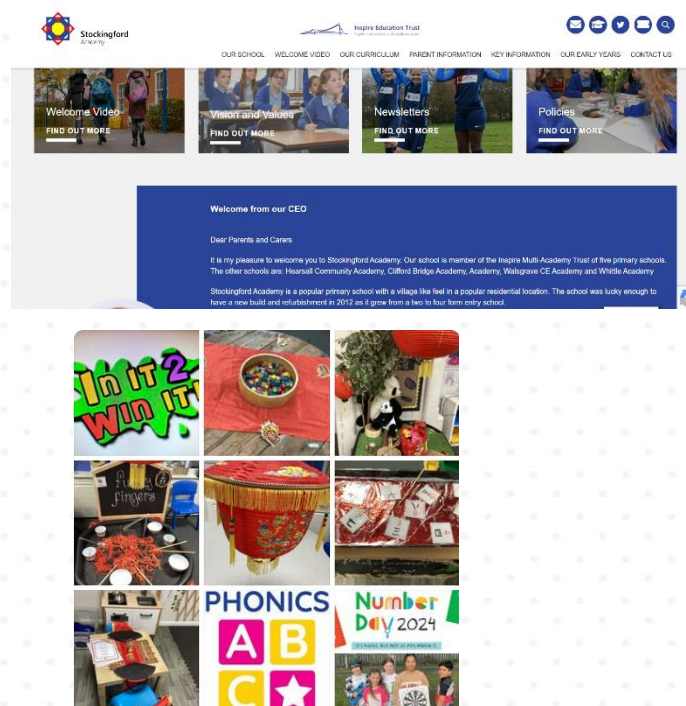 Stockingford
Academy
Inspire Education Trust
OUR SCHOOL WELCOME VIDEO OUR CURRICULUM PARENT INFORMATION KEY INFORMATION OUR EARLY YEARS CONTACT US
Welcome Video
FIND OUT MORE
Vision and Values
FIND OUT MORE
Newsletters
FIND OUT MORE
Policies
FIND OUT MORE
Welcome from our CEO
Dear Parents and Carers
It is my pleasure to welcome you to Stockingford Academy. Our school is member of the Inspire Multi-Academy Trust of five primary schools.
The other schools are: Hearsall Community Academy, Clifford Bridge Academy, Academy, Walsgrave CE Academy and Whittle Academy
Stockingford Academy is a popular primary school with a village like feel in a popular residential location. The school was lucky enough to
have a new build and refurbishment in 2012 as it grew from a two to four form entry school.
In IT 2
Win IT!
fingers
PHONICS
A B
C
Number
Day 2024